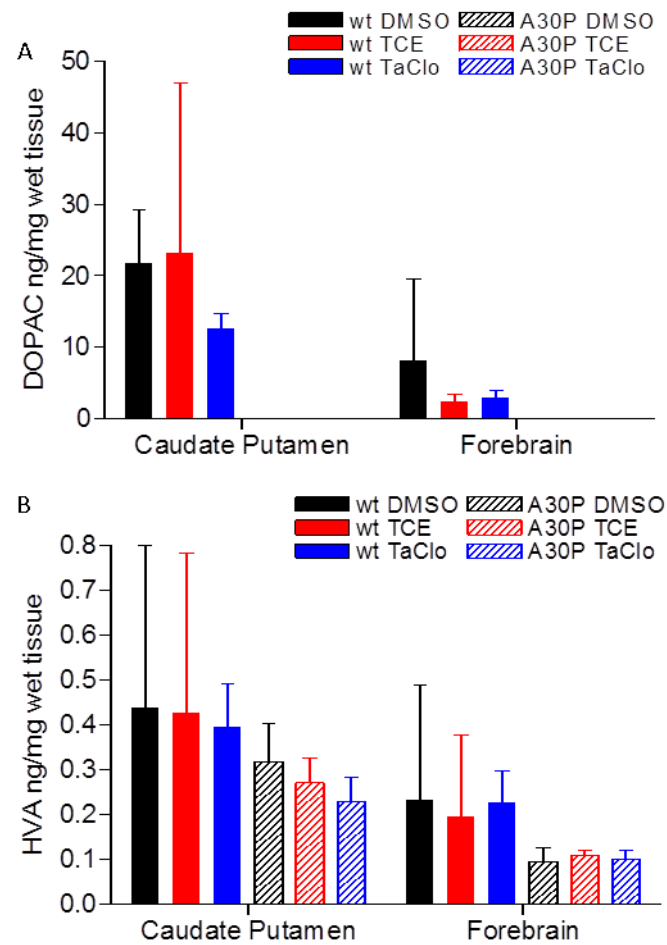 A
wt DMSO A30P DMSO
wt TCE A30P TCE
wt TaClo A30P TaClo
DOPAC ng/mg wet tissue
50
40
30
20
10
0
Caudate Putamen Forebrain
B
wt DMSO A30P DMSO
wt TCE A30P TCE
wt TaClo A30P TaClo
HVA ng/mg wet tissue
0.8
0.7
0.6
0.5
0.4
0.3
0.2
0.1
0.0
Caudate Putamen Forebrain